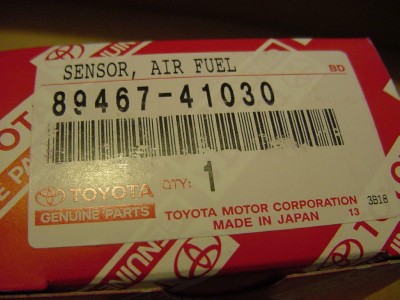 SENSOR, AIR FUEL
BD
89467-41030
TOYOTA
QTY: 1
GENUINE PARTS
TOYOTA MOTOR CORPORATION
3B18
MADE IN JAPAN 13